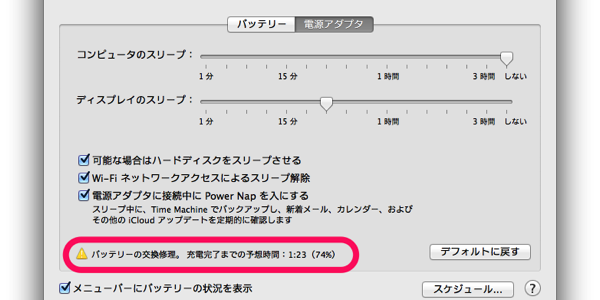 バッテリー 電源アダプタ
コンピュータのスリープ：
1 分 15 分 1 時間 3 時間 しない
ディスプレイのスリープ：
1 分 15 分 1 時間 3 時間 しない
可能な場合はハードディスクをスリープさせる
Wi-Fi ネットワークアクセスによるスリープ解除
電源アダプタに接続中に Power Nap を入にする
スリープ中に、Time Machine でバックアップし、新着メール、カレンダー、および
その他の iCloud アップデートを定期的に確認します
バッテリーの交換修理。 充電完了までの予想時間：1:23（74%） デフォルトに戻す
メニューバーにバッテリーの状況を表示 スケジュール... ?